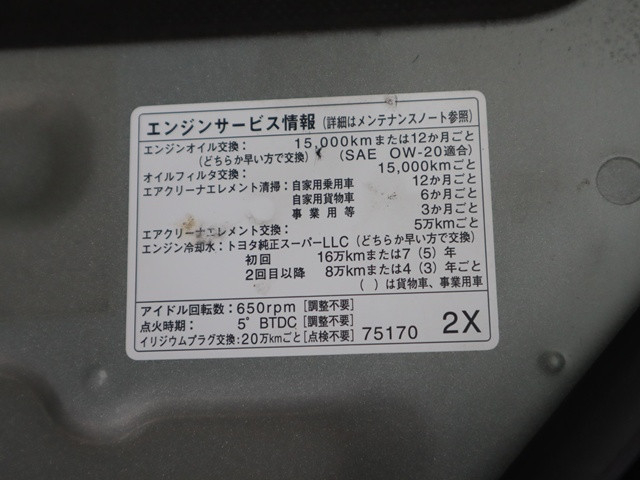 エンジンサービス情報 (詳細はメンテナンスノート参照)
エンジンオイル交換: 15,000kmまたは12か月ごと
(どちらか早い方で交換) (SAE OW-20適合)
オイルフィルタ交換: 15,000kmごと
エアクリーナエレメント清掃:自家用乗用車 12か月ごと
自家用貨物車 6か月ごと
事業用等 3か月ごと
エアクリーナエレメント交換: 5万kmごと
エンジン冷却水:トヨタ純正スーパーLLC (どちらか早い方で交換)
初回 16万kmまたは7 (5) 年
2回目以降 8万kmまたは4 (3) 年ごと
( ) は貨物車、事業用車
アイドル回転数:650rpm [調整不要]
点火時期: 5° BTDC [調整不要]
イリジウムプラグ交換:20万kmごと [点検不要] 75170 2X